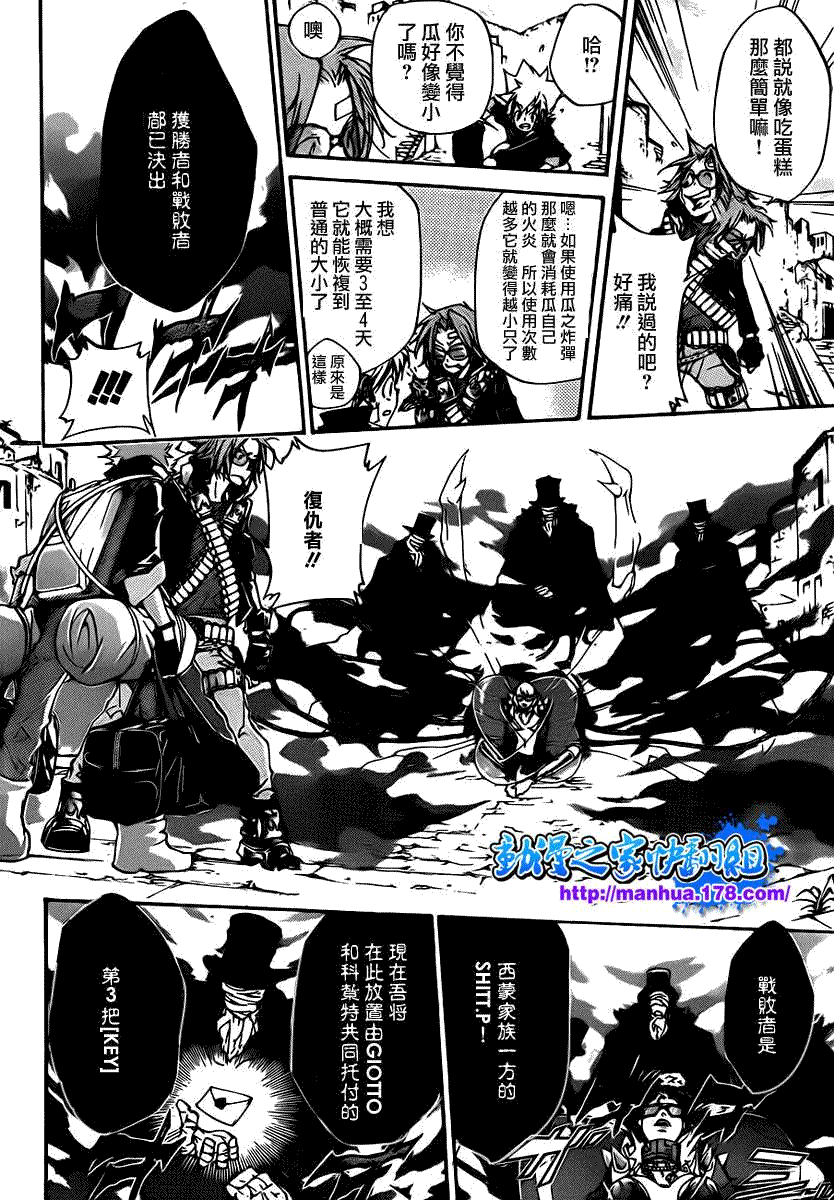 都說就像吃蛋糕
那麼簡單嘛！
我說過的吧？
好痛!!
哈!?
你不覺得
瓜好像變小
了嗎？
噢
嗯…如果使用瓜之炸彈
那麼就會消耗瓜自己
的火炎 所以使用次數
越多它就變得越小只了
我想
大概需要3至4天
它就能恢複到
普通的大小了
原來是
這樣
獲勝者和戰敗者
都已決出
!!!
復仇者!!
動漫之家快翻組
http://manhua.178.com/
戰敗者是
西蒙家族一方的
SHITT.P！
現在吾將
在此放置由GIOTTO
和科賛特共同托付的
第3把[KEY]